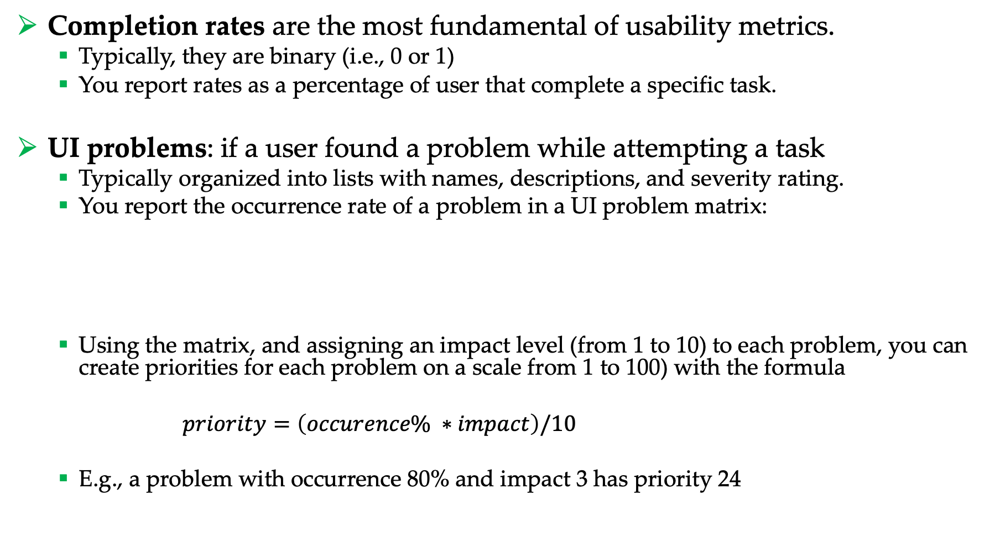 ➢ Completion rates are the most fundamental of usability metrics.
▪ Typically, they are binary (i.e., 0 or 1)
▪ You report rates as a percentage of user that complete a specific task.
➢ UI problems: if a user found a problem while attempting a task
▪ Typically organized into lists with names, descriptions, and severity rating.
▪ You report the occurrence rate of a problem in a UI problem matrix:
▪ Using the matrix, and assigning an impact level (from 1 to 10) to each problem, you can
create priorities for each problem on a scale from 1 to 100) with the formula
priority = (occurence% * impact)/10
▪ E.g., a problem with occurrence 80% and impact 3 has priority 24